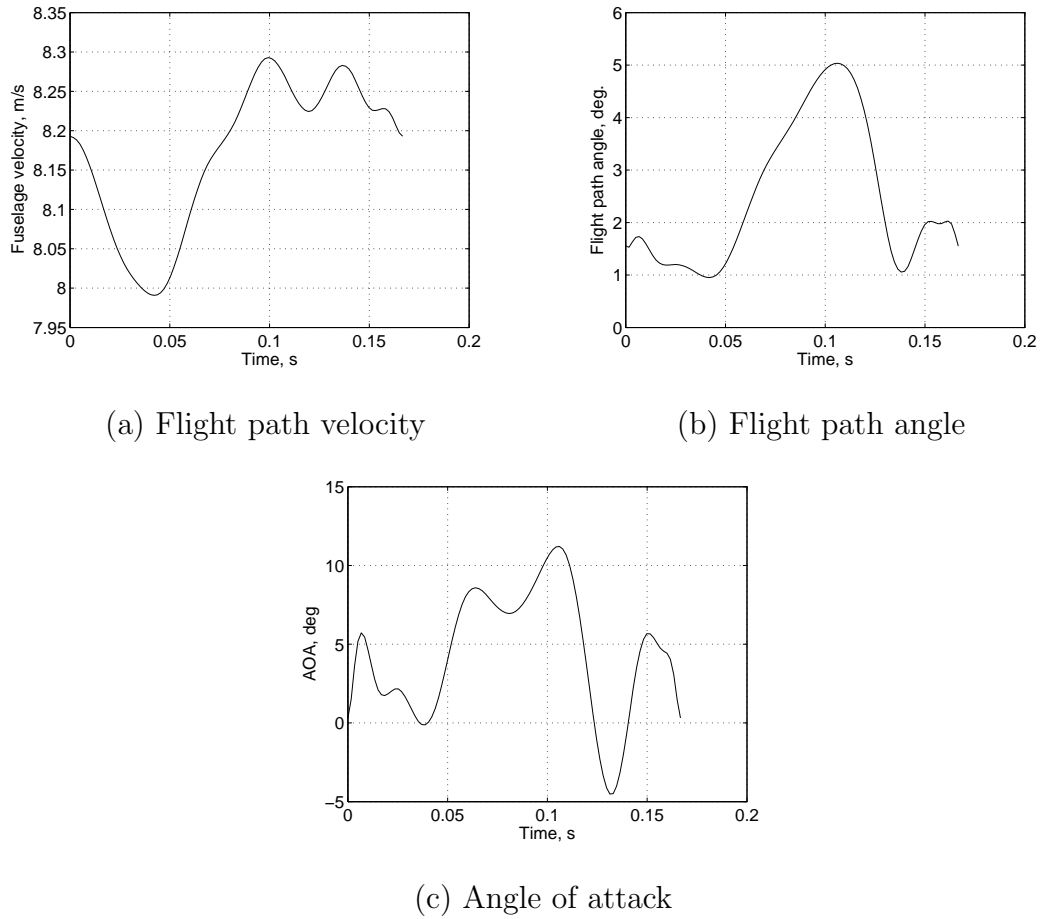 8.35
8.3
8.25
8.2
8.15
8.1
8.05
8
7.95
Fuselage velocity, m/s
0 0.05 0.1 0.15 0.2
Time, s
(a) Flight path velocity
6
5
4
3
2
1
0
Flight path angle, deg.
0 0.05 0.1 0.15 0.2
Time, s
(b) Flight path angle
15
10
5
0
−5
AOA, deg
0 0.05 0.1 0.15 0.2
Time, s
(c) Angle of attack